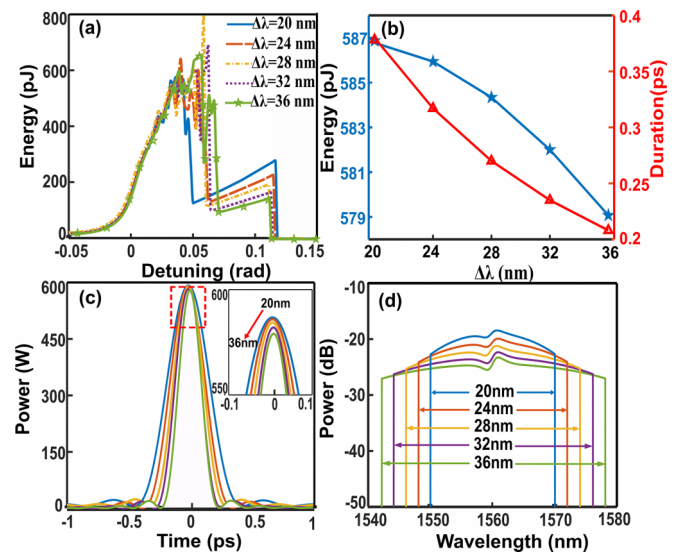 (a)
Δλ=20 nm
Δλ=24 nm
Δλ=28 nm
Δλ=32 nm
Δλ=36 nm
800
600
400
200
0
Energy (pJ)
-0.05 0 0.05 0.1 0.15
Detuning (rad)
(b)
587
585
583
581
579
Energy (pJ)
0.4
0.35
0.3
0.25
0.2
Duration(ps)
20 24 28 32 36
Δλ (nm)
(c)
600
450
300
150
0
Power (W)
-1 -0.5 0 0.5 1
Time (ps)
600
550
20nm
36nm
-0.1 0 0.1
(d)
-10
-20
-30
-40
-50
Power (dB)
20nm
24nm
28nm
32nm
36nm
1540 1550 1560 1570 1580
Wavelength (nm)